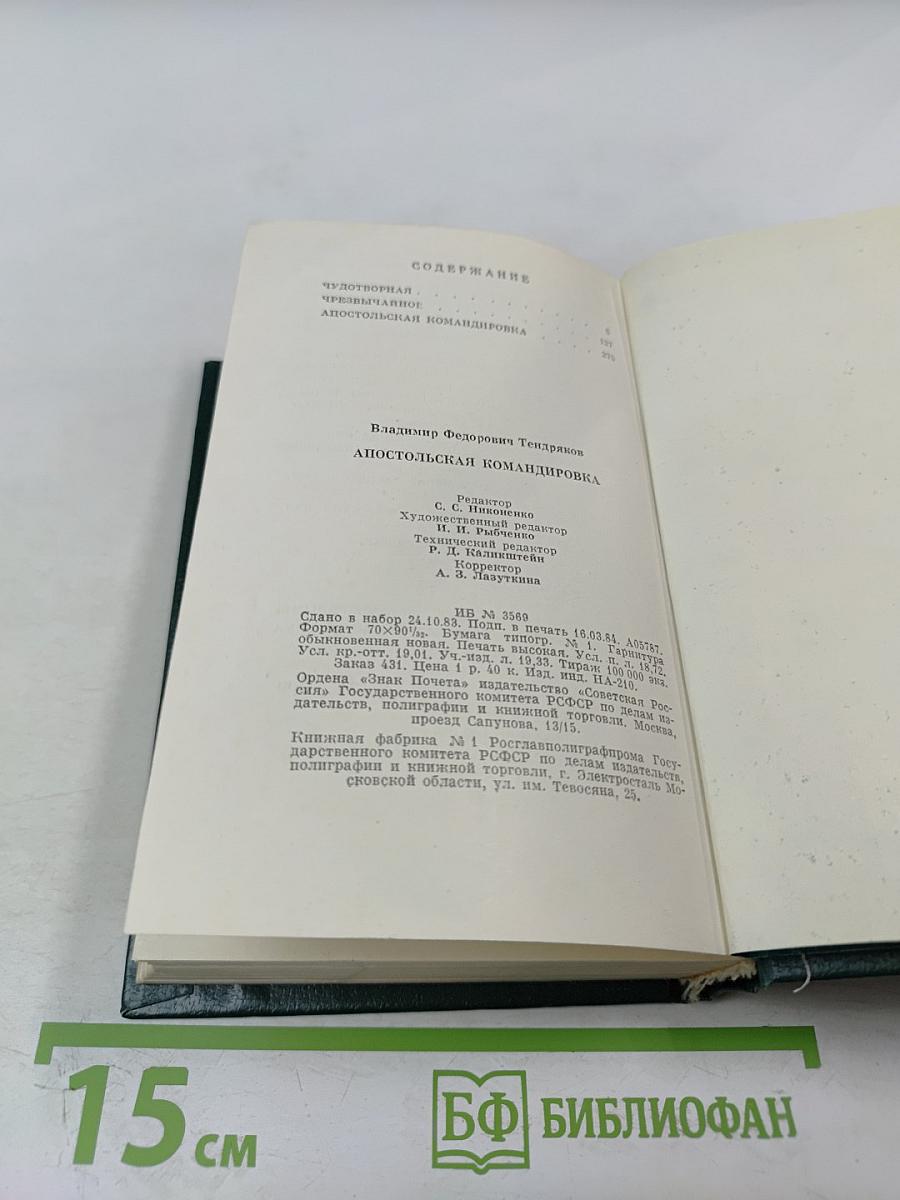 СОДЕРЖАНИЕ
ЧУДОТВОРНАЯ . . . . . . . 5
ЧРЕЗВЫЧАЙНОЕ . . . . . . . 127
АПОСТОЛЬСКАЯ КОМАНДИРОВКА . . . .
Владимир Федорович Тендряков
АПОСТОЛЬСКАЯ КОМАНДИРОВКА
Редактор
С. С. Никоненко
Художественный редактор
И. И. Рыбченко
Технический редактор
Р. Д. Каликштейн
Корректор
А. З. Лазуткина
ИБ № 3569
Сдано в набор 24.10.83. Подп. в печать 16.03.84. А05787.
Формат 70×90¹/₃₂. Бумага типогр. № 1. Гарнитура
обыкновенная новая. Печать высокая. Усл. п. л. 18,72.
Усл. кр.-отт. 19,01. Уч.-изд. л. 19,33. Тираж 100 000 экз.
Заказ 431. Цена 1 р. 40 к. Изд. инд. НА-210.
Ордена «Знак Почета» издательство «Советская Рос-
сия» Государственного комитета РСФСР по делам из-
дательств, полиграфии и книжной торговли. Москва,
проезд Сапунова, 13/15.
Книжная фабрика № 1 Росглавполиграфпрома Госу-
дарственного комитета РСФСР по делам издательств,
полиграфии и книжной торговли, г. Электросталь Мо-
сковской области, ул. им. Тевосяна, 25.
15 см
БФ БИБЛИОФАН